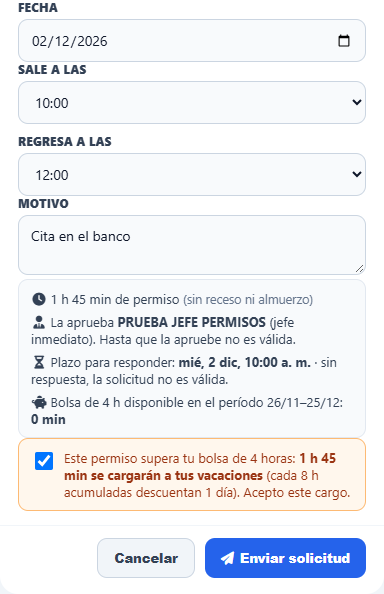 FECHA
02/12/2026
SALE A LAS
10:00
REGRESA A LAS
12:00
MOTIVO
Cita en el banco
1 h 45 min de permiso (sin receso ni almuerzo)
La aprueba PRUEBA JEFE PERMISOS (jefe
inmediato). Hasta que la apruebe no es válida.
Plazo para responder: mié, 2 dic, 10:00 a. m. · sin
respuesta, la solicitud no es válida.
Bolsa de 4 h disponible en el período 26/11–25/12:
0 min
Este permiso supera tu bolsa de 4 horas: 1 h 45
min se cargarán a tus vacaciones (cada 8 h
acumuladas descuentan 1 día). Acepto este cargo.
Cancelar
Enviar solicitud